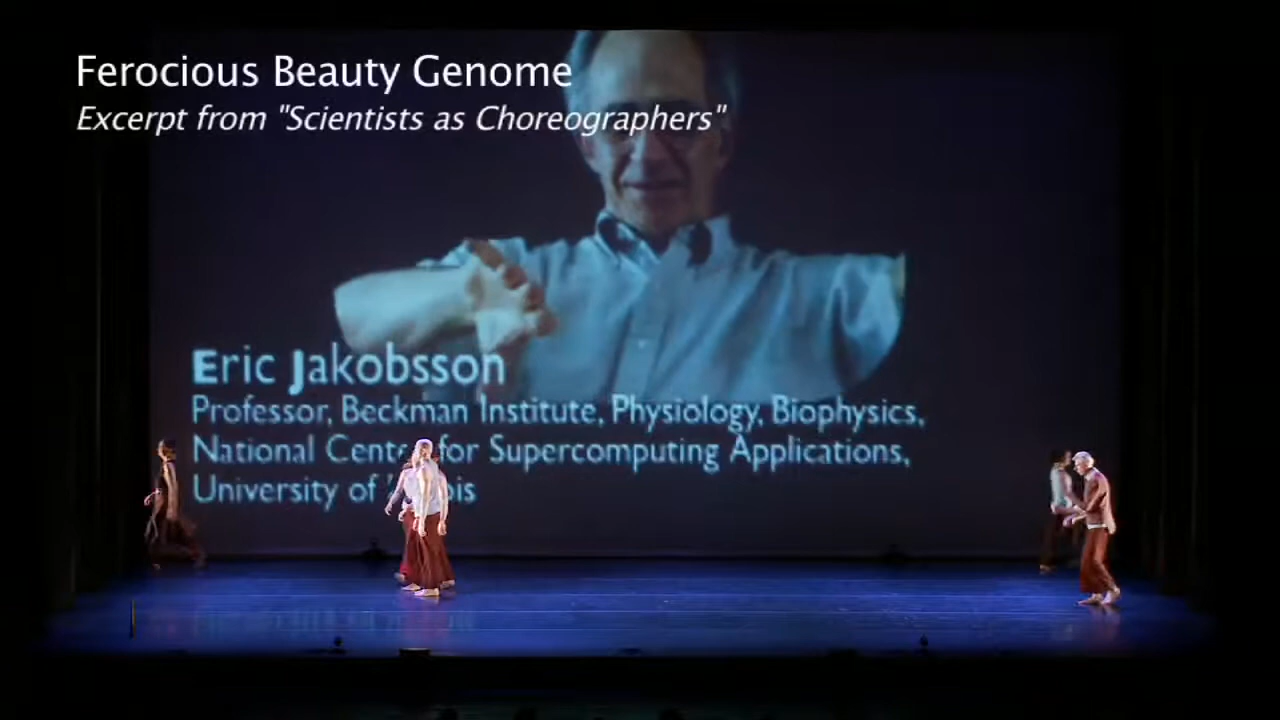 Ferocious Beauty Genome
Excerpt from "Scientists as Choreographers"
Eric Jakobsson
Professor, Beckman Institute, Physiology, Biophysics,
National Center for Supercomputing Applications,
University of